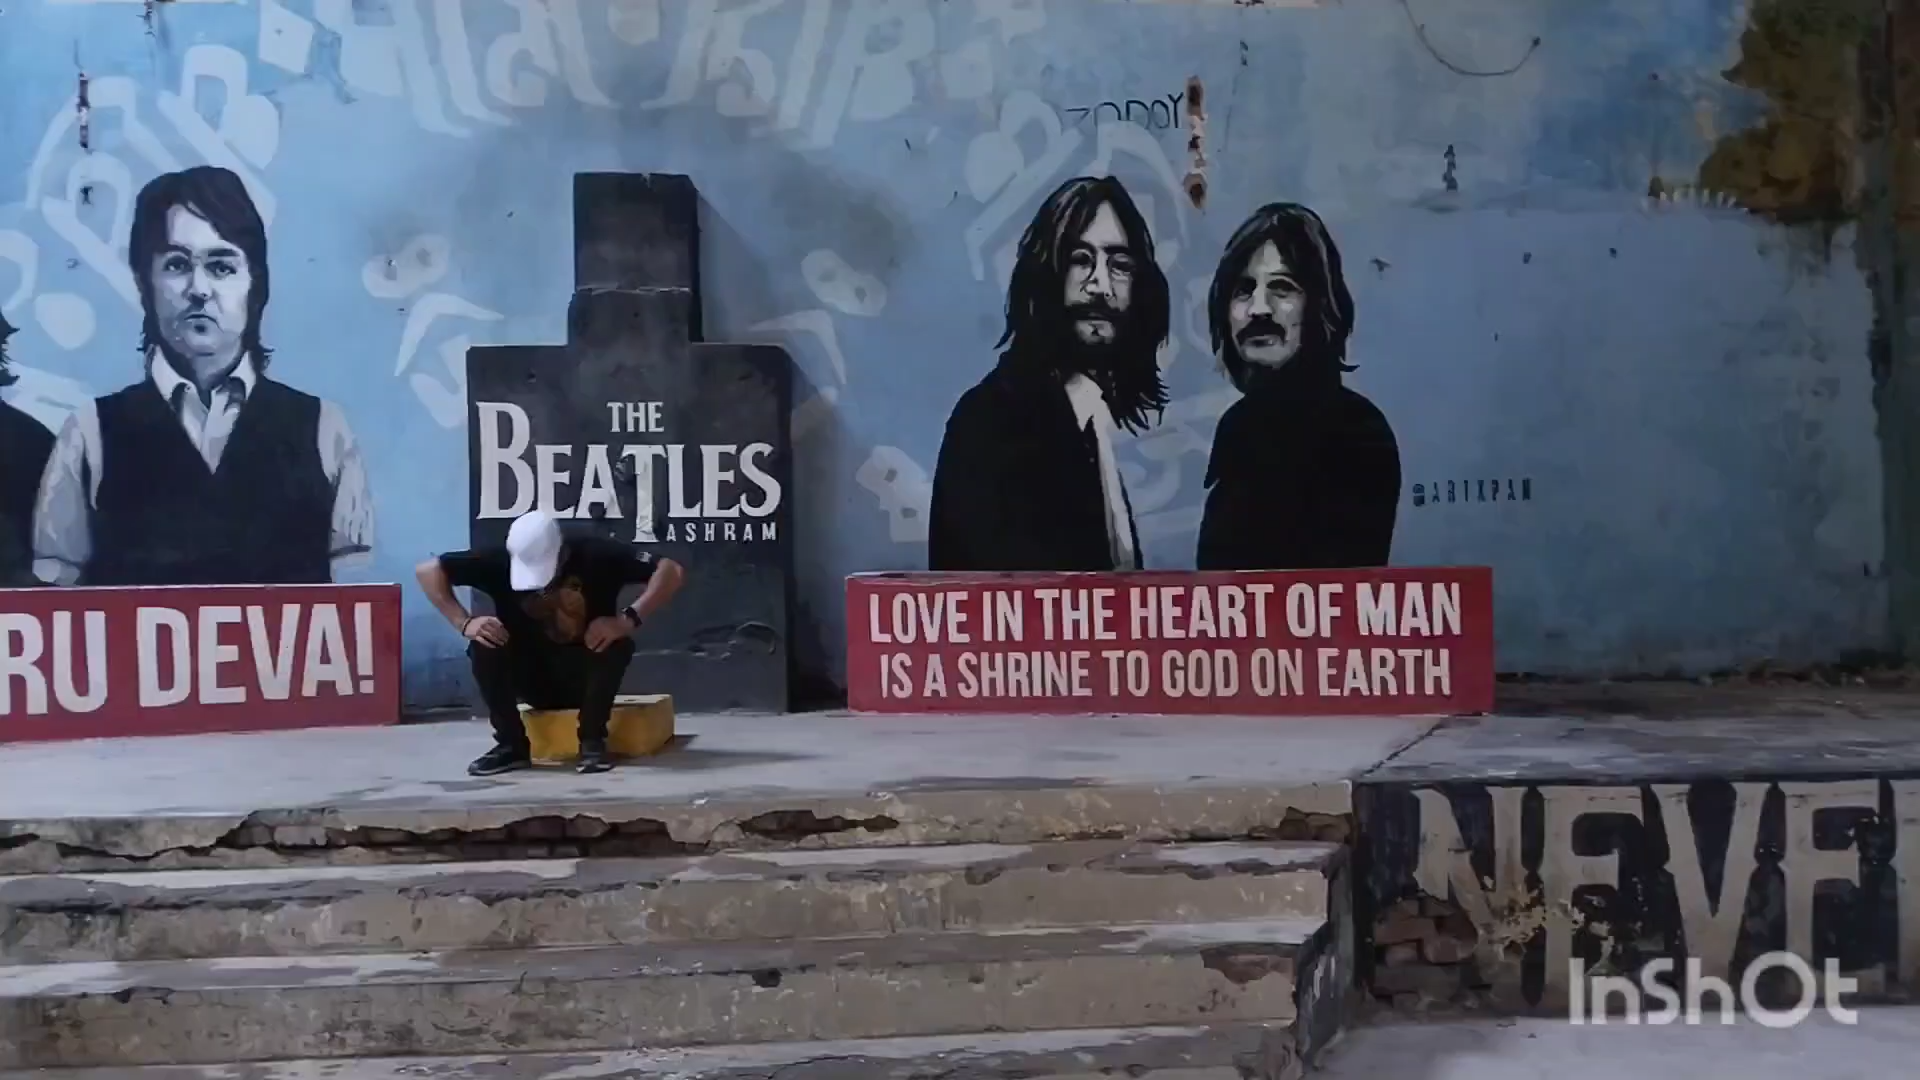 THE
BEATLES
ASHRAM
RU DEVA!
LOVE IN THE HEART OF MAN
IS A SHRINE TO GOD ON EARTH
@ARTXPAN
NEVE
InShOt